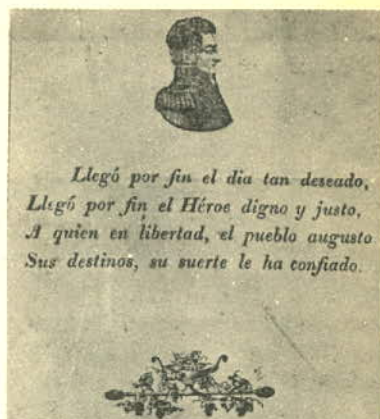 Llegó por fin el dia tan deseado,
Llegó por fin el Héroe digno y justo,
A quien en libertad, el pueblo augusto
Sus destinos, su suerte le ha confiado.